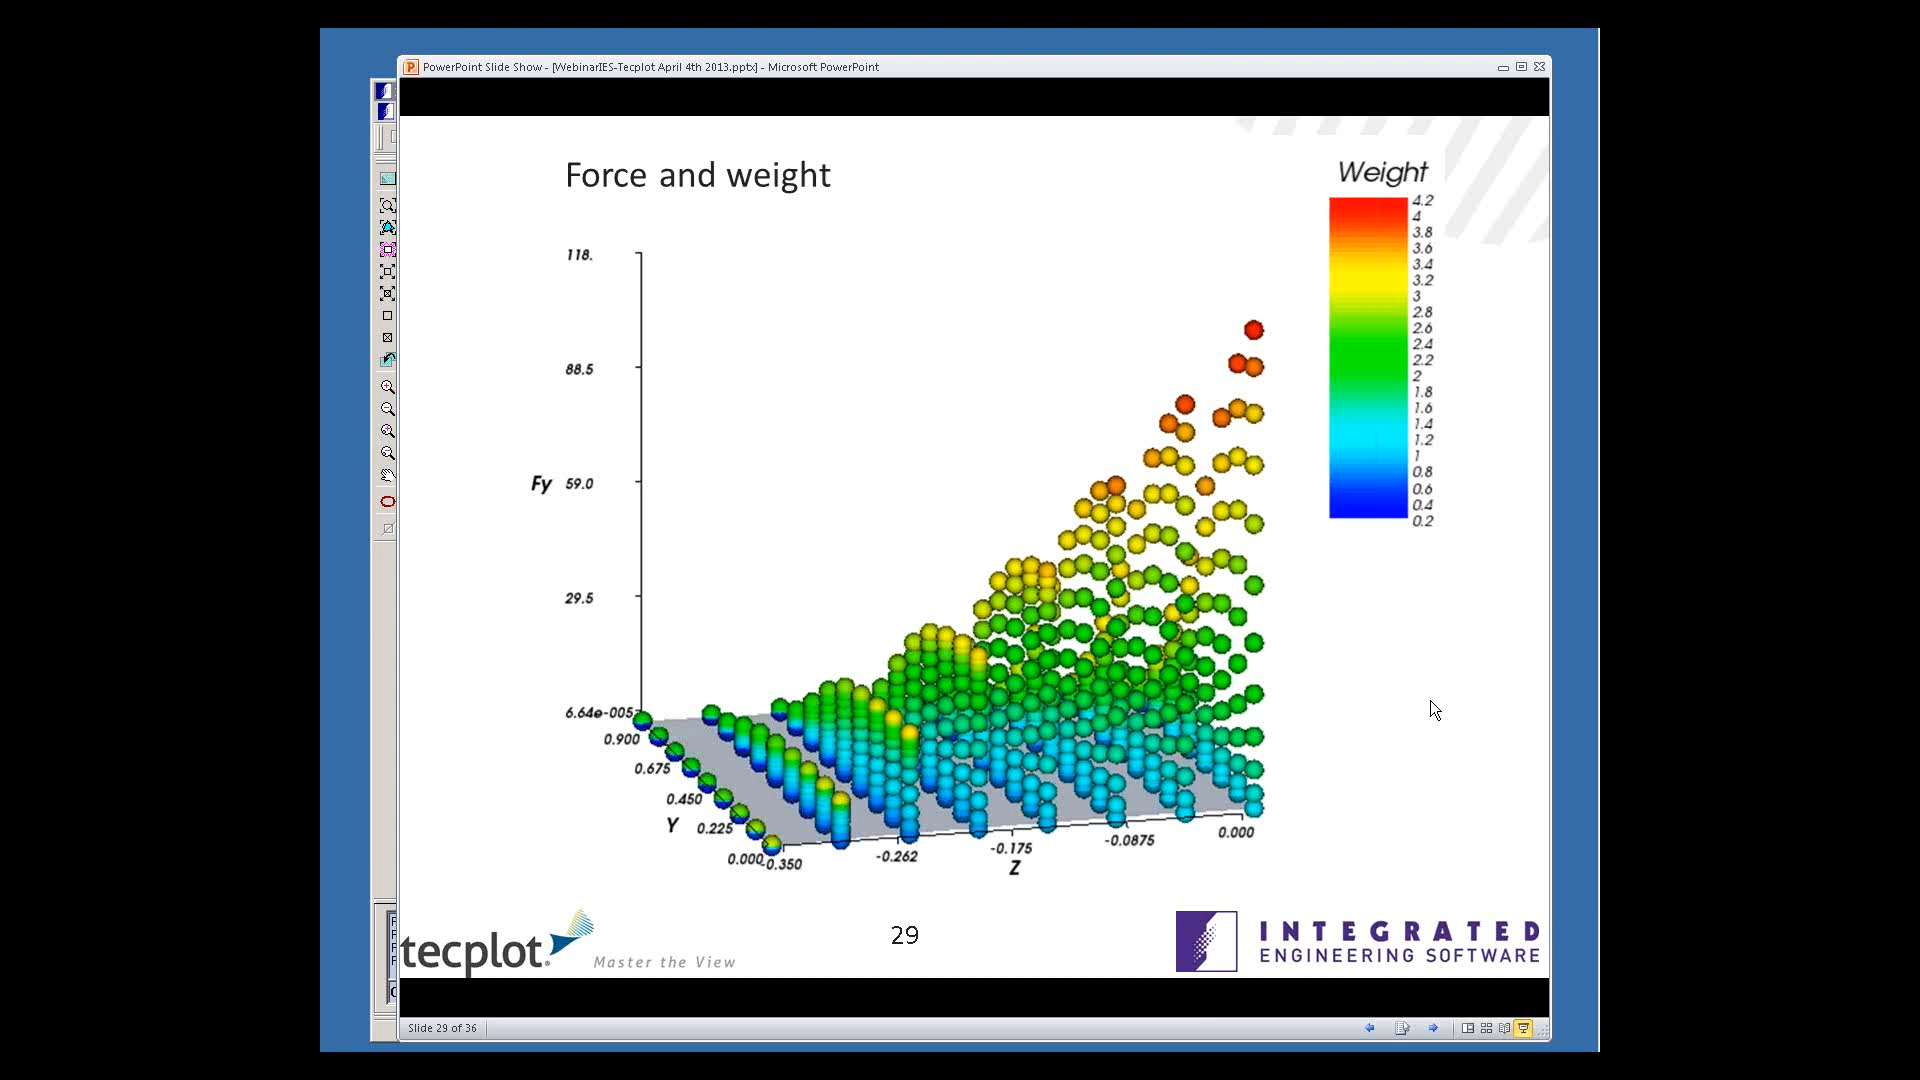 PowerPoint Slide Show - [WebinarIES-Tecplot April 4th 2013.pptx] - Microsoft PowerPoint
Force and weight
Weight
4.2
4
3.8
3.6
3.4
3.2
3
2.8
2.6
2.4
2.2
2
1.8
1.6
1.4
1.2
1
0.8
0.6
0.4
0.2
118.
88.5
Fy 59.0
29.5
6.64e-005
0.900
0.675
0.450
Y 0.225
0.000
-0.350
-0.262
-0.175
-0.0875
0.000
Z
tecplot.
Master the View
29
INTEGRATED
ENGINEERING SOFTWARE
Slide 29 of 36